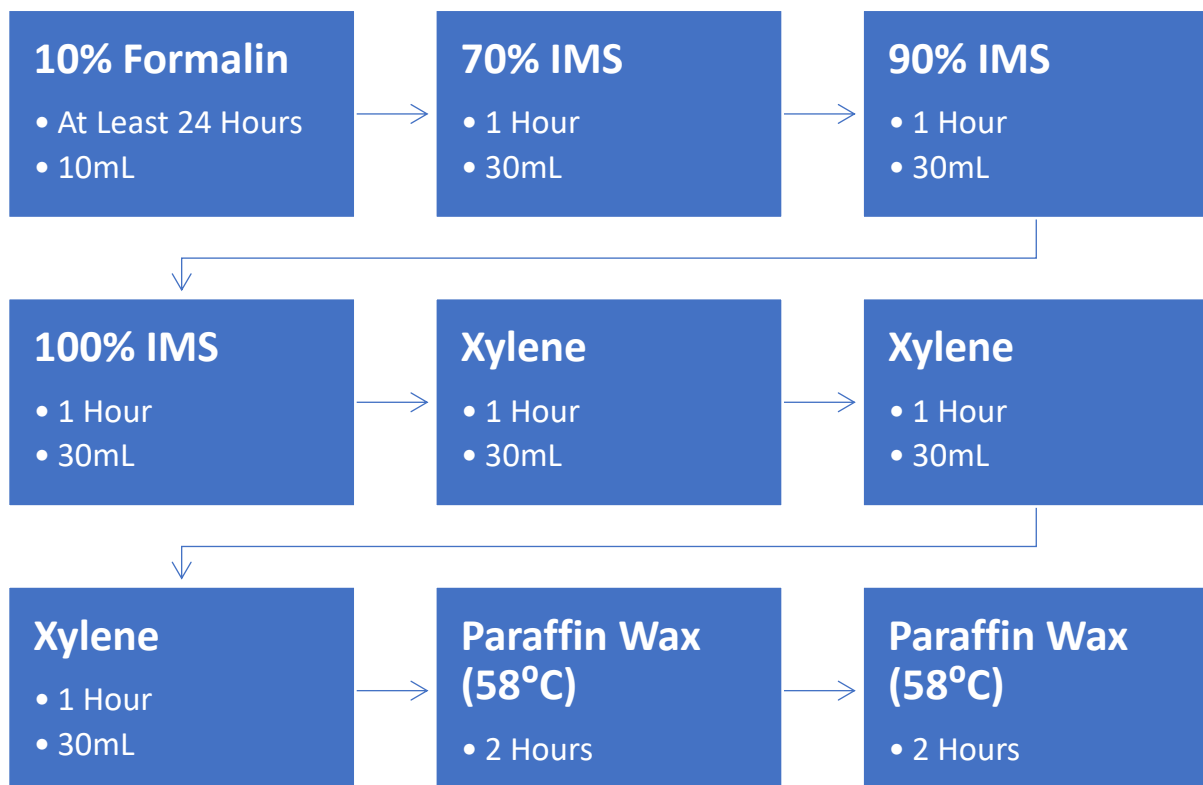 10% Formalin
• At Least 24 Hours
• 10mL
70% IMS
• 1 Hour
• 30mL
90% IMS
• 1 Hour
• 30mL
100% IMS
• 1 Hour
• 30mL
Xylene
• 1 Hour
• 30mL
Xylene
• 1 Hour
• 30mL
Xylene
• 1 Hour
• 30mL
Paraffin Wax
(58⁰C)
• 2 Hours
Paraffin Wax
(58⁰C)
• 2 Hours